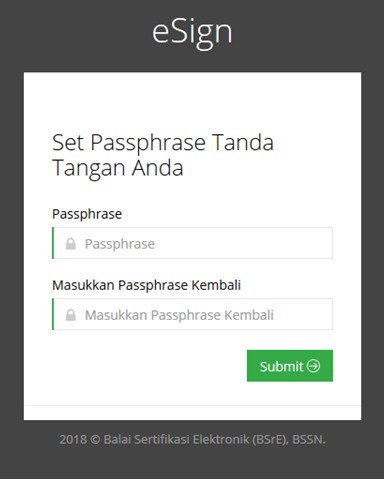 eSign
Set Passphrase Tanda
Tangan Anda
Passphrase
Passphrase
Masukkan Passphrase Kembali
Masukkan Passphrase Kembali
Submit
2018 © Balai Sertifikasi Elektronik (BSrE), BSSN.